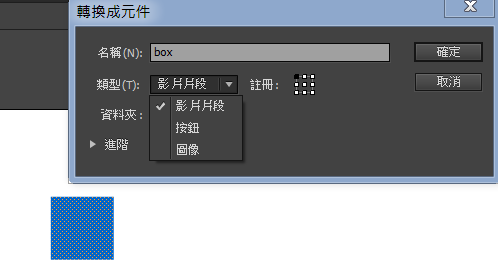 轉換成元件
名稱(N): box 確定
類型(T): 影片片段 註冊: 取消
影片片段
資料夾:
按鈕
進階
圖像